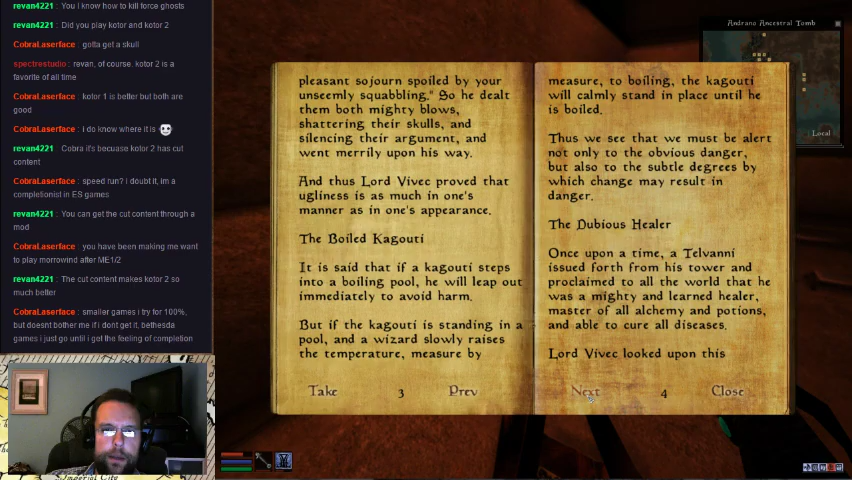 revan4221 : You I know how to kill force ghosts
revan4221 : Did you play kotor and kotor 2
CobraLaserface : gotta get a skull
spectrestudio : revan, of course. kotor 2 is a
favorite of all time
CobraLaserface : kotor 1 is better but both are
good
CobraLaserface : i do know where it is
revan4221 : Cobra it's becuase kotor 2 has cut
content
CobraLaserface : speed run? i doubt it, im a
completionist in ES games
revan4221 : You can get the cut content through a
mod
CobraLaserface : you have been making me want
to play morrowind after ME1/2
revan4221 : The cut content makes kotor 2 so
much better
CobraLaserface : smaller games i try for 100%,
but doesnt bother me if i dont get it, bethesda
games i just go until i get the feeling of completion
pleasant sojourn spoiled by your
unseemly squabbling." So he dealt
them both mighty blows,
shattering their skulls, and
silencing their argument, and
went merrily upon his way.
And thus Lord Vivec proved that
ugliness is as much in one's
manner as in one's appearance.
The Boiled Kagouti
It is said that if a kagouti steps
into a boiling pool, he will leap out
immediately to avoid harm.
But if the kagouti is standing in a
pool, and a wizard slowly raises
the temperature, measure by
Take 3 Prev
measure, to boiling, the kagouti
will calmly stand in place until he
is boiled.
Thus we see that we must be alert
not only to the obvious danger,
but also to the subtle degrees by
which change may result in
danger.
The Dubious Healer
Once upon a time, a Telvanni
issued forth from his tower and
proclaimed to all the world that he
was a mighty and learned healer,
master of all alchemy and potions,
and able to cure all diseases.
Lord Vivec looked upon this
Next 4 Close
Andrano Ancestral Tomb
Local
Imperial City